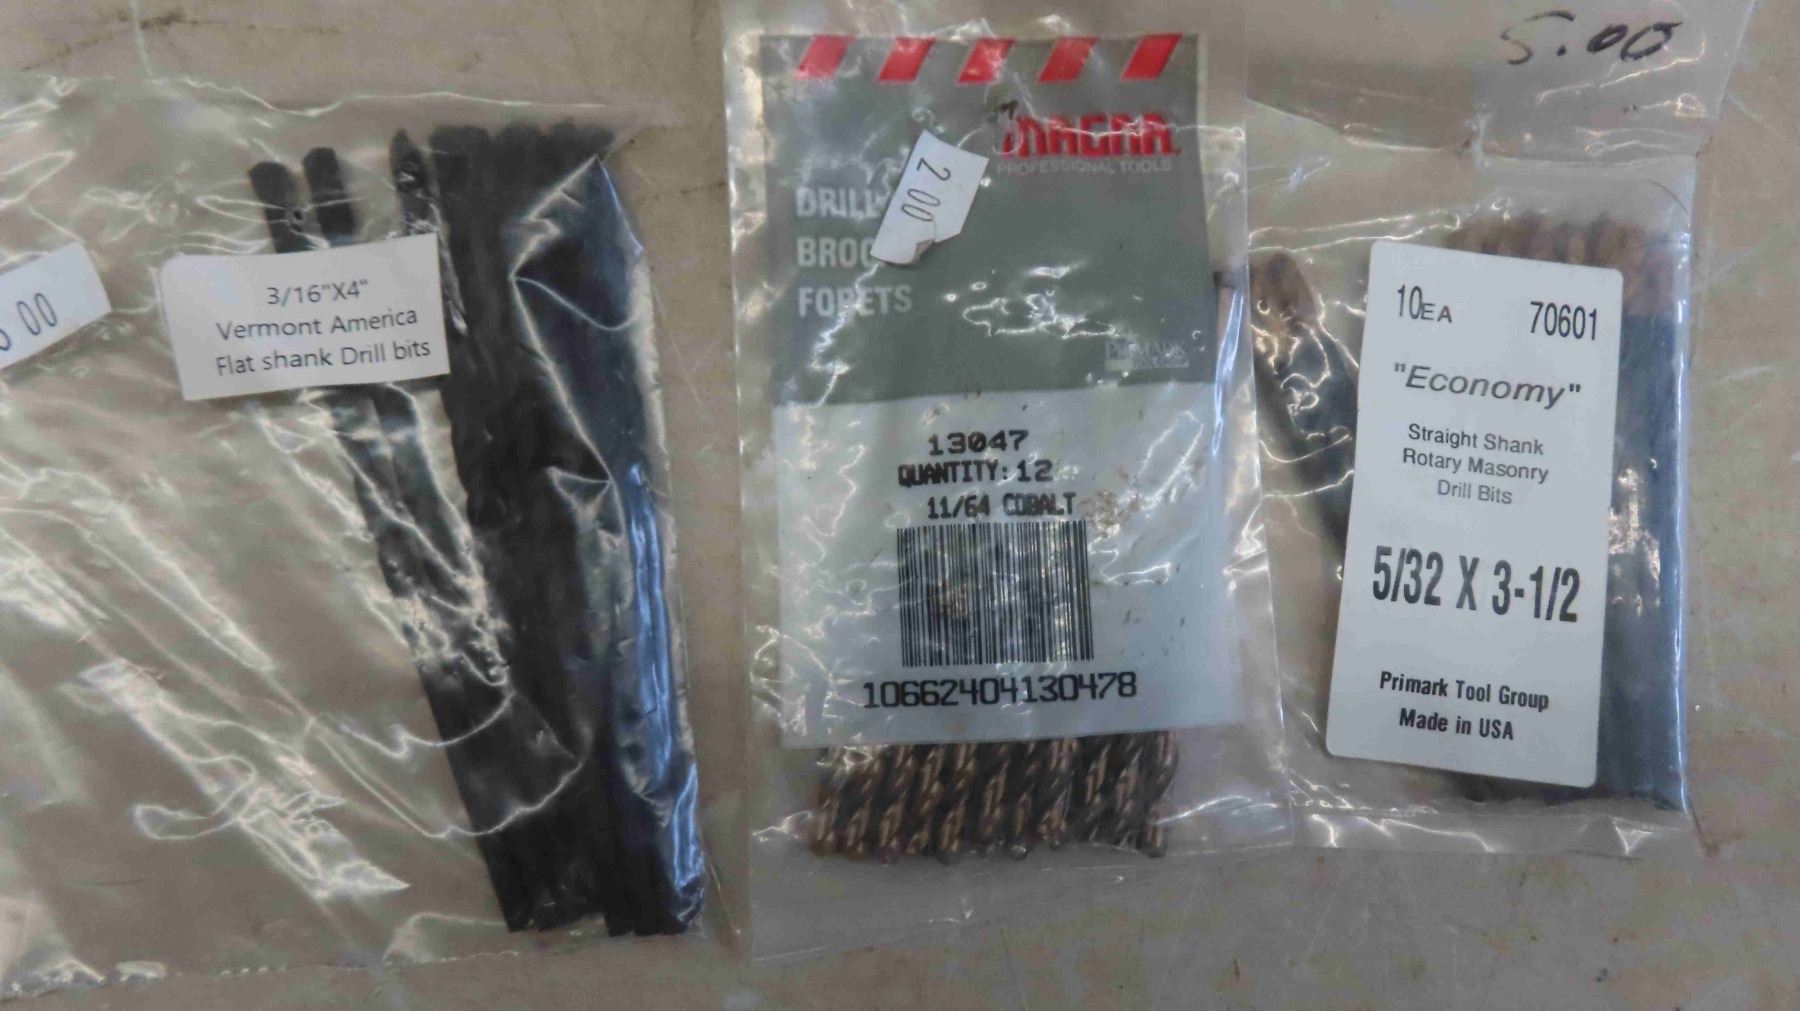 3/16"X4"
Vermont America
Flat shank Drill bits
PROFESSIONAL TOOLS
2.00
DRILL
PRIMARK
13047
QUANTITY: 12
11/64 COBALT
10662404130478
5.00
10EA 70601
"Economy"
Straight Shank
Rotary Masonry
Drill Bits
5/32 X 3-1/2
Primark Tool Group
Made in USA